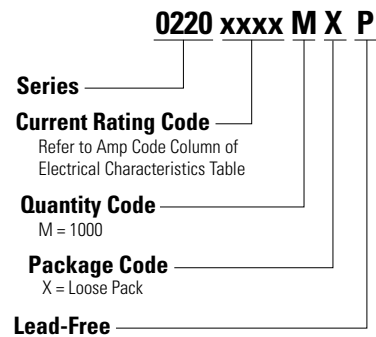 0220 xxxx M X P
Series
Current Rating Code
Refer to Amp Code Column of
Electrical Characteristics Table
Quantity Code
M = 1000
Package Code
X = Loose Pack
Lead-Free